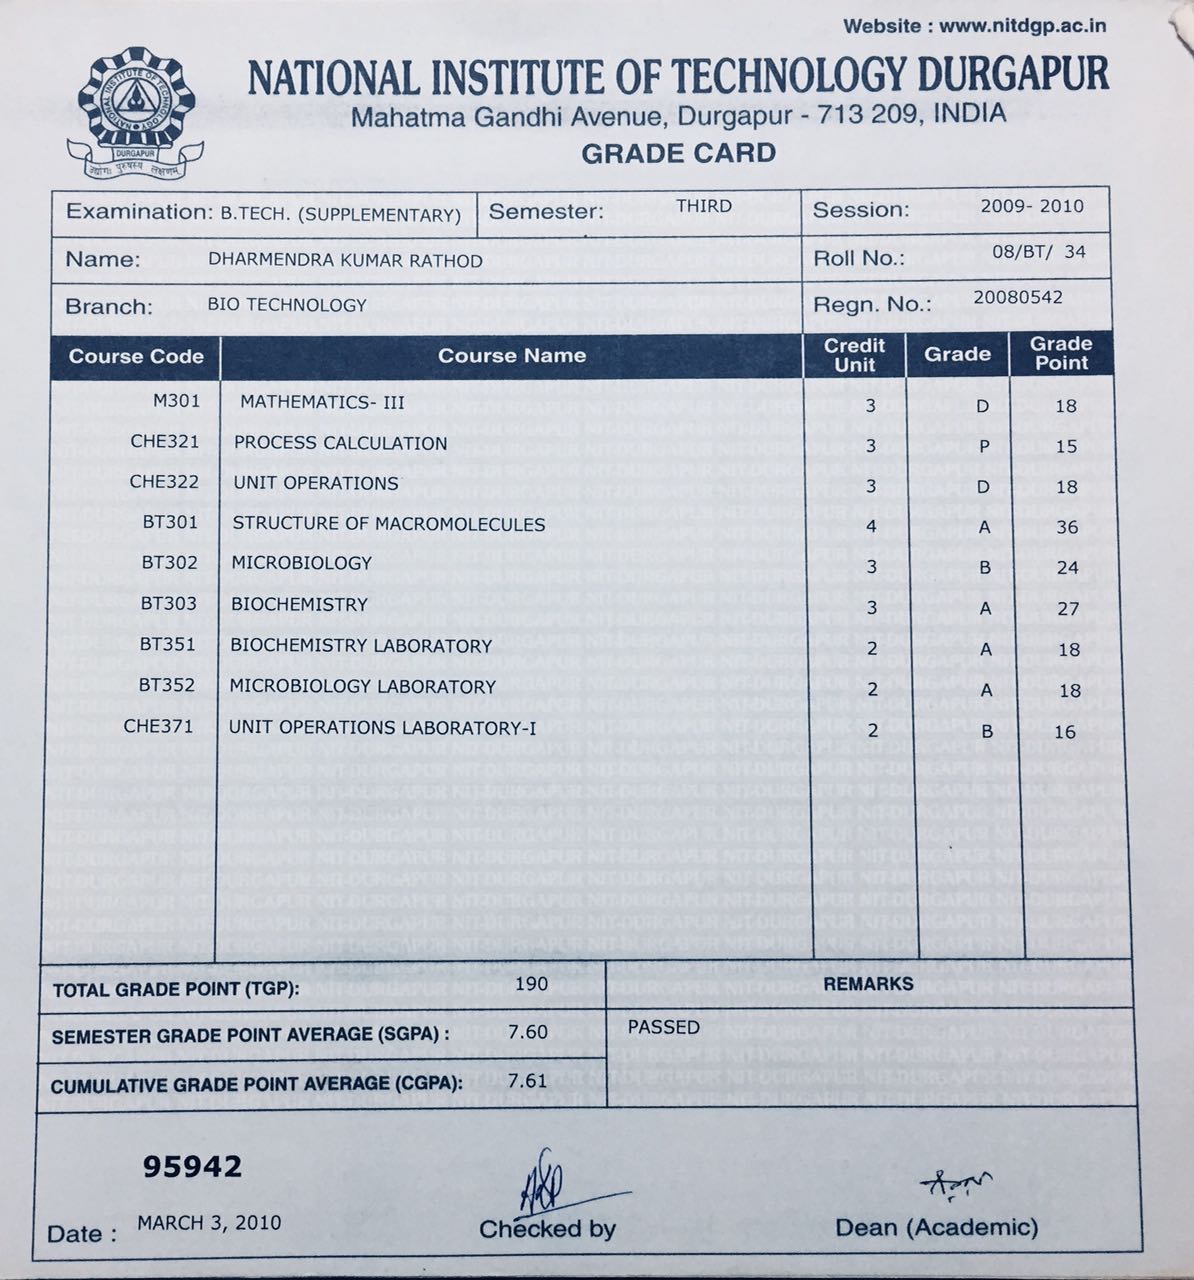 Website : www.nitdgp.ac.in
NATIONAL INSTITUTE OF TECHNOLOGY DURGAPUR
Mahatma Gandhi Avenue, Durgapur - 713 209, INDIA
GRADE CARD
NATIONAL INSTITUTE OF TECHNOLOGY
DURGAPUR
उद्योगः पुरुषस्य लक्षणम्
Examination: B.TECH. (SUPPLEMENTARY) Semester: THIRD Session: 2009- 2010
Name: DHARMENDRA KUMAR RATHOD Roll No.: 08/BT/ 34
Branch: BIO TECHNOLOGY Regn. No.: 20080542
Course Code Course Name Credit Unit Grade Grade Point
M301 MATHEMATICS- III 3 D 18
CHE321 PROCESS CALCULATION 3 P 15
CHE322 UNIT OPERATIONS 3 D 18
BT301 STRUCTURE OF MACROMOLECULES 4 A 36
BT302 MICROBIOLOGY 3 B 24
BT303 BIOCHEMISTRY 3 A 27
BT351 BIOCHEMISTRY LABORATORY 2 A 18
BT352 MICROBIOLOGY LABORATORY 2 A 18
CHE371 UNIT OPERATIONS LABORATORY-I 2 B 16
TOTAL GRADE POINT (TGP): 190 REMARKS
SEMESTER GRADE POINT AVERAGE (SGPA) : 7.60 PASSED
CUMULATIVE GRADE POINT AVERAGE (CGPA): 7.61
95942
Date : MARCH 3, 2010 Checked by Dean (Academic)